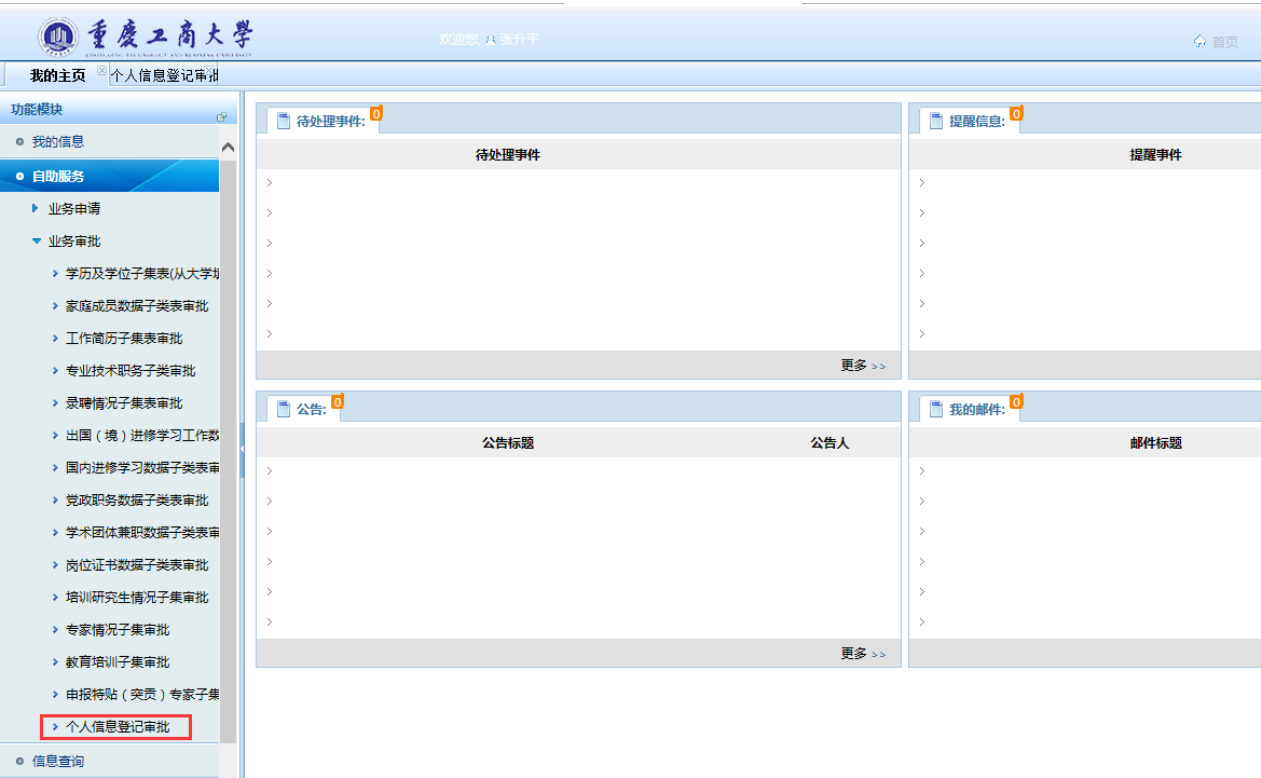 重庆工商大學
欢迎您, 张升平
首页
我的主页
个人信息登记审批
功能模块
我的信息
自助服务
业务申请
业务审批
学历及学位子集表(从大学填
家庭成员数据子类表审批
工作简历子集表审批
专业技术职务子类审批
录聘情况子集表审批
出国（境）进修学习工作数
国内进修学习数据子类表审
党政职务数据子类表审批
学术团体兼职数据子类表审
岗位证书数据子类表审批
培训研究生情况子集审批
专家情况子集审批
教育培训子集审批
申报特贴（突贡）专家子集
个人信息登记审批
信息查询
待处理事件: 0
待处理事件
更多 >>
提醒信息: 0
提醒事件
公告: 0
公告标题 公告人
更多 >>
我的邮件: 0
邮件标题